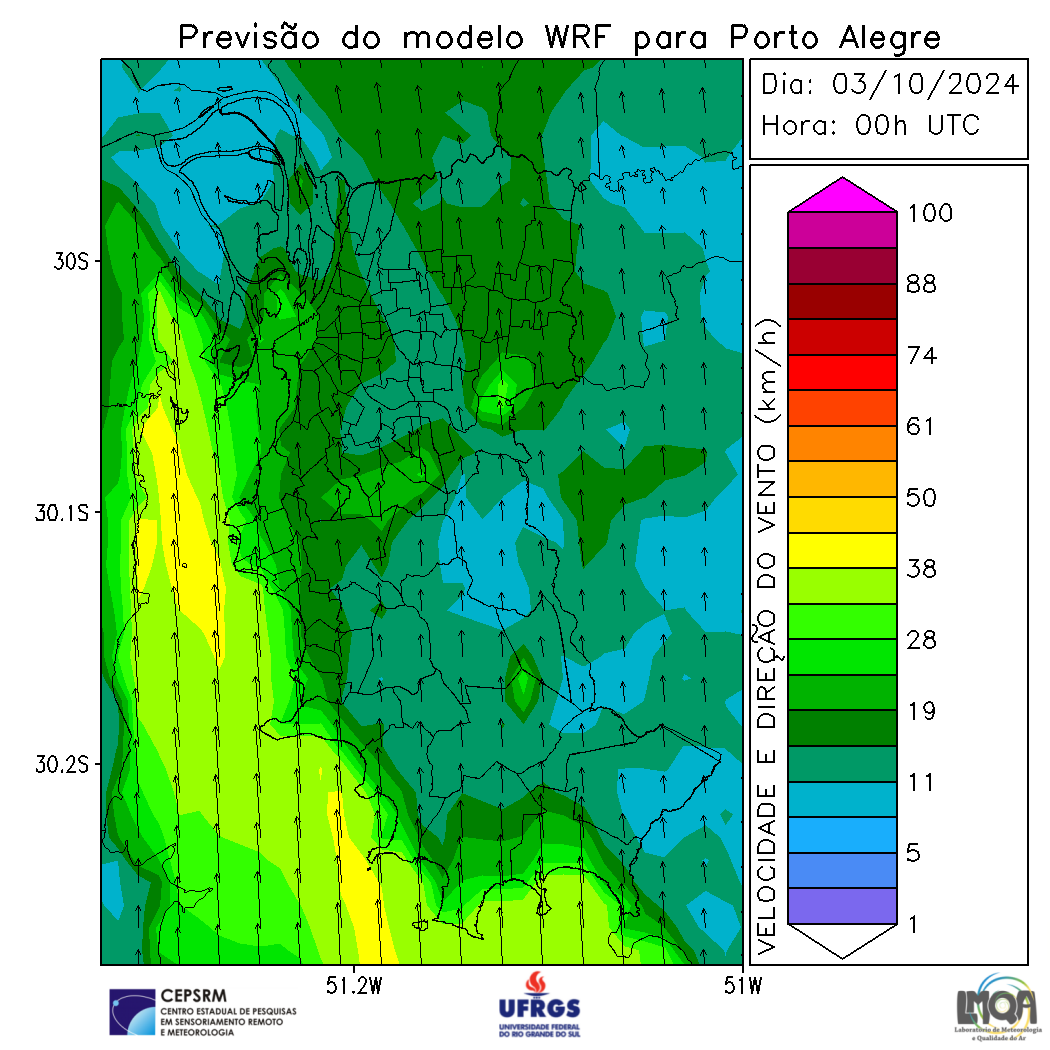 Previsão do modelo WRF para Porto Alegre
Dia: 03/10/2024
Hora: 00h UTC
30S
30.1S
30.2S
51.2W
51W
VELOCIDADE E DIREÇÃO DO VENTO (km/h)
100
88
74
61
50
38
28
19
11
5
1
CEPSRM
CENTRO ESTADUAL DE PESQUISAS
EM SENSORIAMENTO REMOTO
E METEOROLOGIA
UFRGS
UNIVERSIDADE FEDERAL
DO RIO GRANDE DO SUL
LMQA
Laboratório de Meteorologia
e Qualidade do Ar